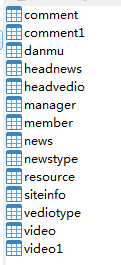 comment
comment1
danmu
headnews
headvedio
manager
member
news
newstype
resource
siteinfo
vediotype
video
video1